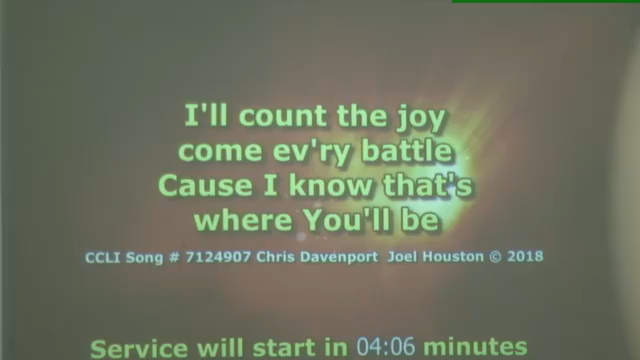 I'll count the joy
come ev'ry battle
Cause I know that's
where You'll be
CCLI Song # 7124907 Chris Davenport  Joel Houston © 2018
Service will start in 04:06 minutes